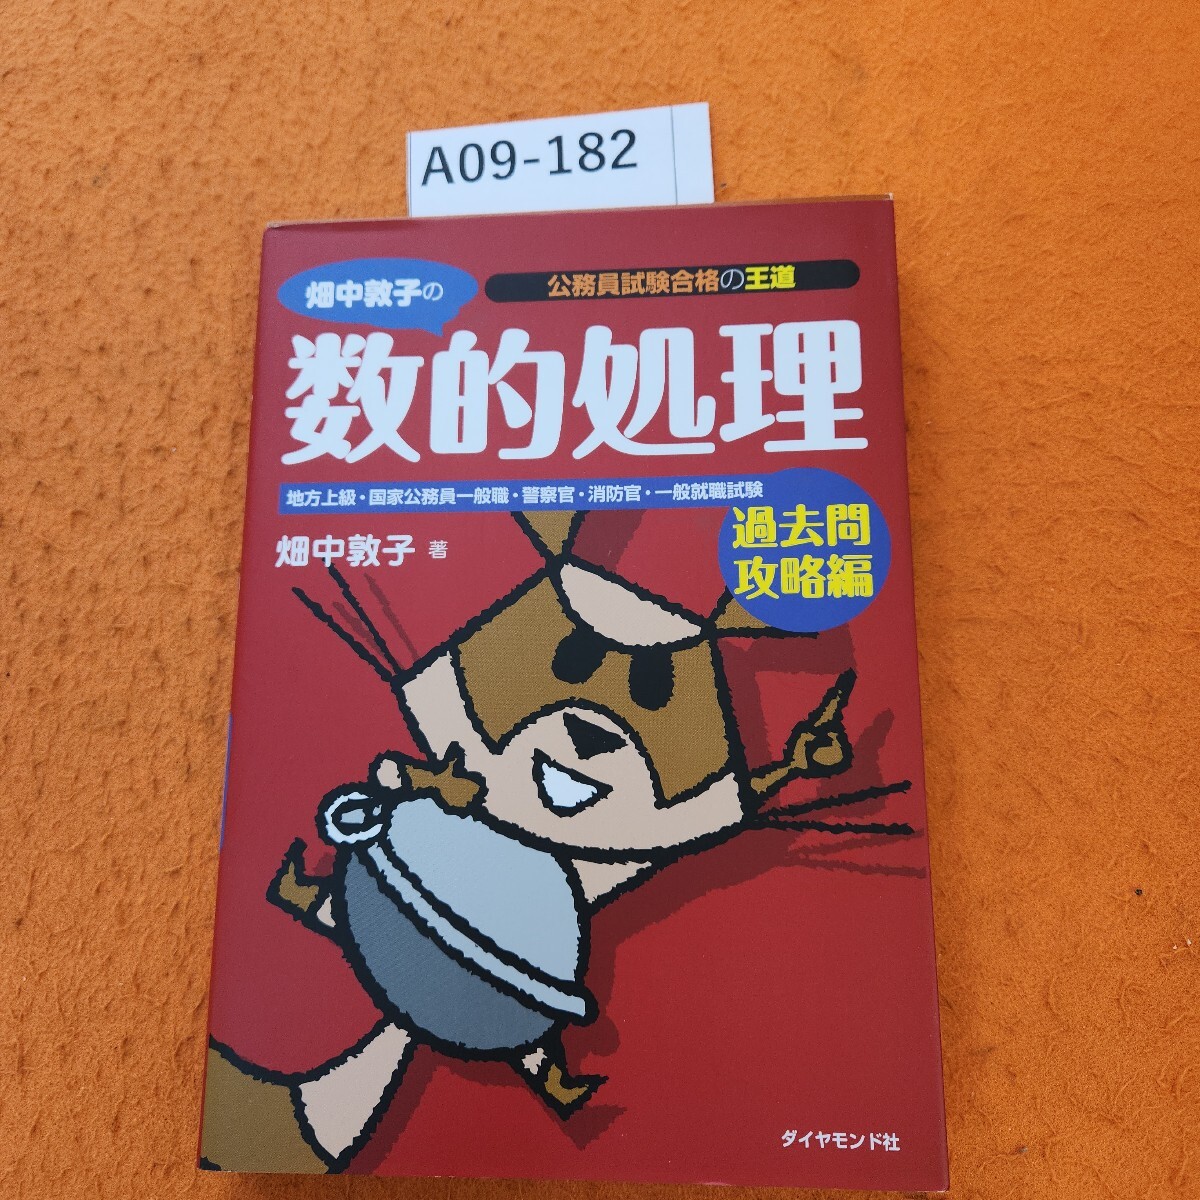 A09-182
公務員試験合格の王道
畑中敦子の
数的処理
地方上級・国家公務員一般職・警察官・消防官・一般就職試験
過去問
攻略編
畑中敦子 著
ダイヤモンド社